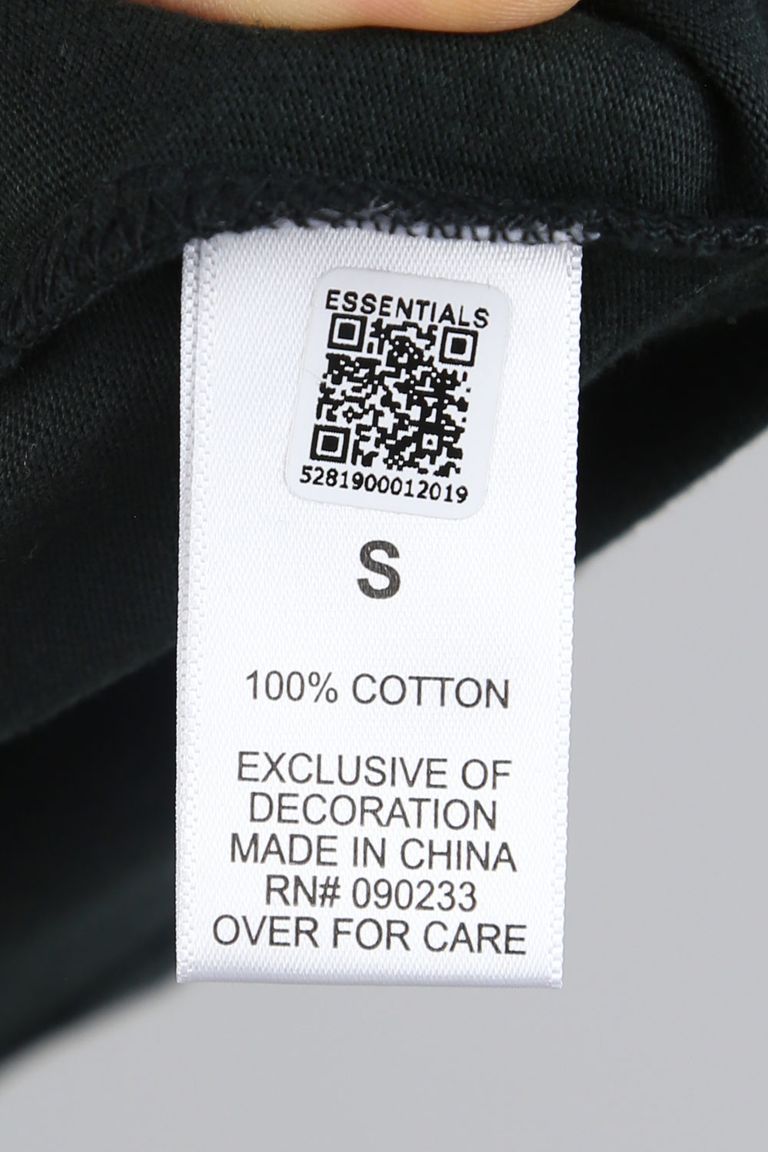 ESSENTIALS
5281900012019
S
100% COTTON
EXCLUSIVE OF
DECORATION
MADE IN CHINA
RN# 090233
OVER FOR CARE